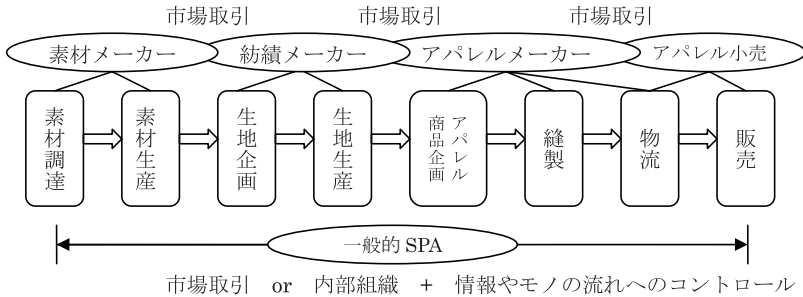 市場取引 市場取引 市場取引
素材メーカー 紡績メーカー アパレルメーカー アパレル小売
素材調達
素材生産
生地企画
生地生産
アパレル
商品企画
縫製
物流
販売
一般的 SPA
市場取引 or 内部組織 + 情報やモノの流れへのコントロール